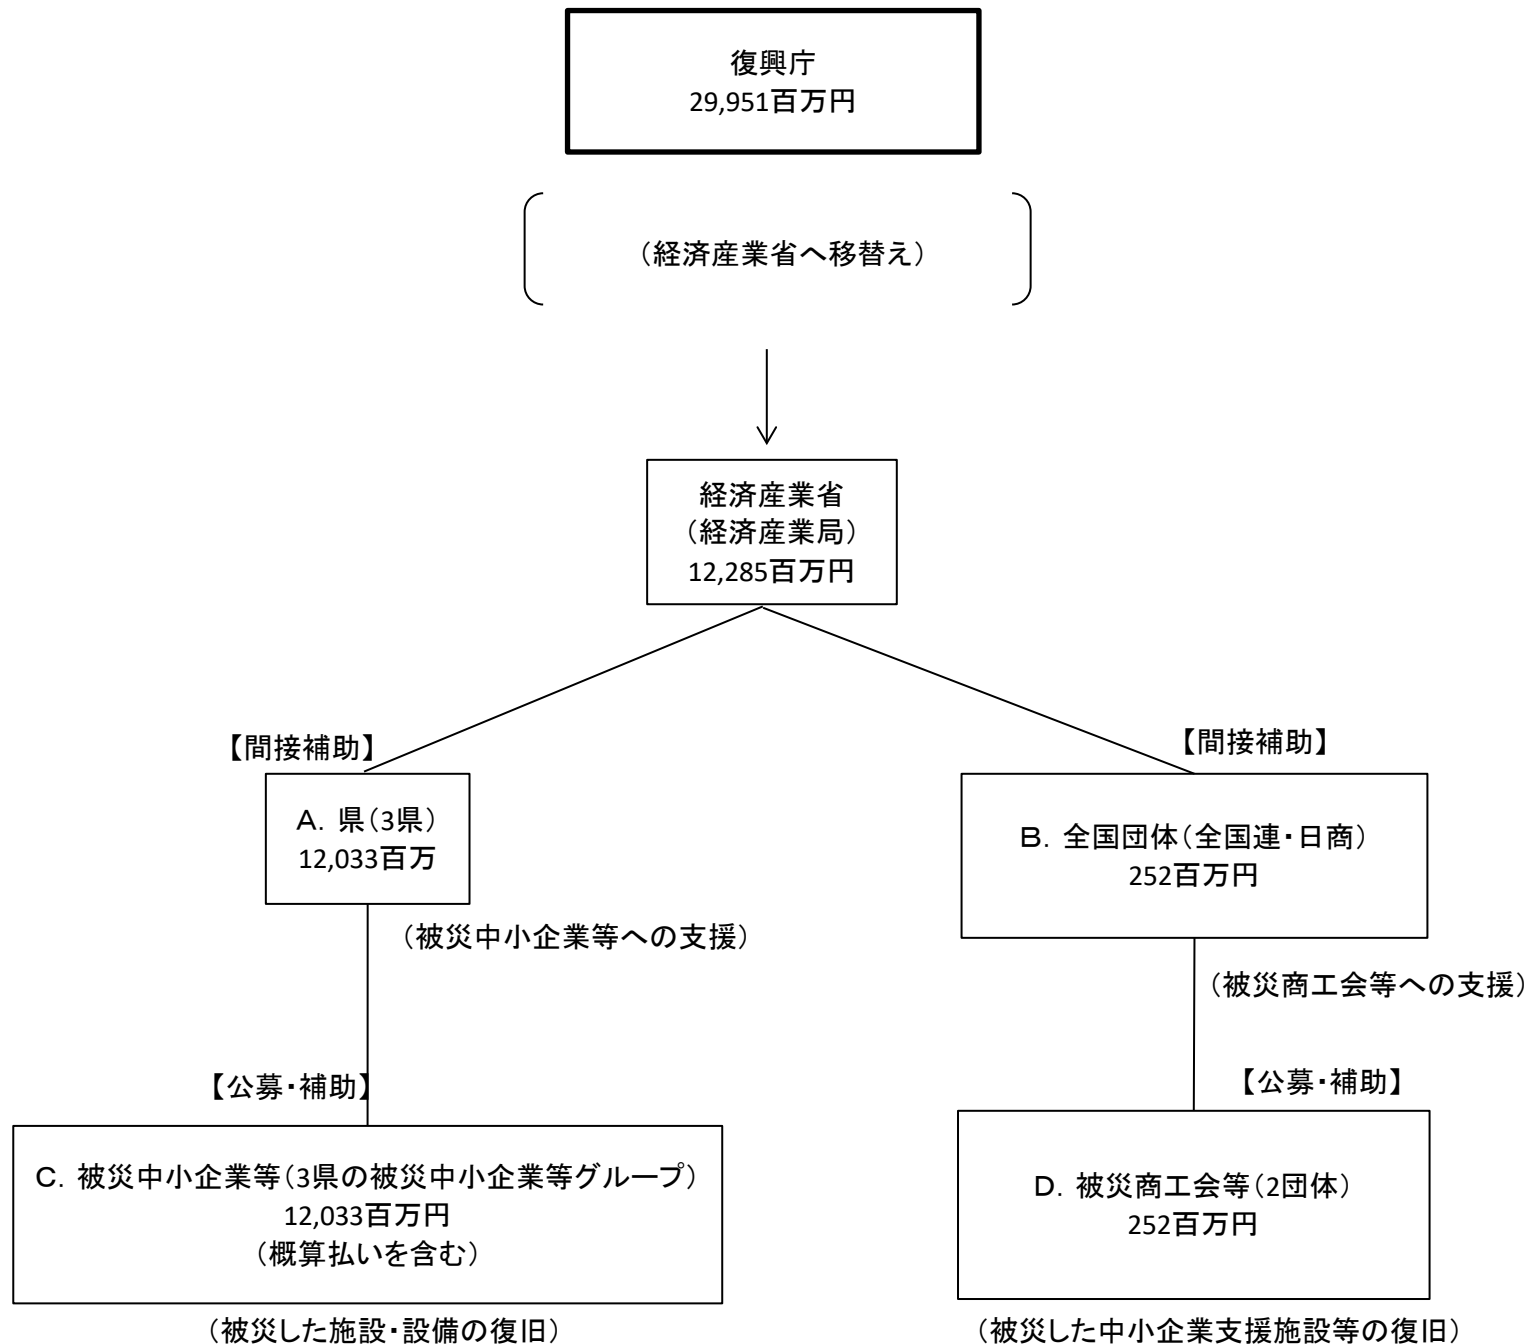 復興庁
29,951百万円
（経済産業省へ移替え）
経済産業省
（経済産業局）
12,285百万円
【間接補助】
【間接補助】
A．県（3県）
12,033百万
B．全国団体（全国連・日商）
252百万円
（被災中小企業等への支援）
（被災商工会等への支援）
【公募・補助】
【公募・補助】
C．被災中小企業等（3県の被災中小企業等グループ）
12,033百万円
（概算払いを含む）
D．被災商工会等（2団体）
252百万円
（被災した施設・設備の復旧）
（被災した中小企業支援施設等の復旧）